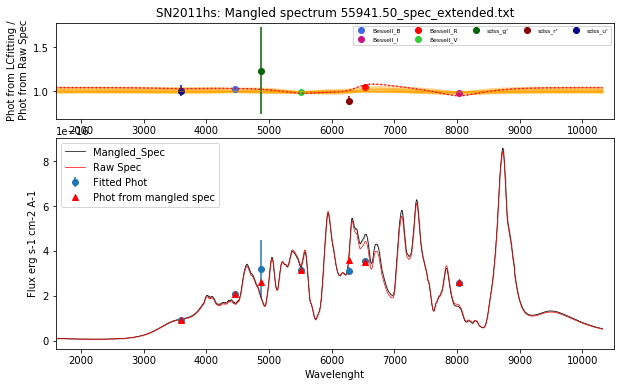 SN2011hs: Mangled spectrum 55941.50_spec_extended.txt
Phot from LCfitting /
Phot from Raw Spec
1.5
1.0
Bessell_B
Bessell_R
sdss_g'
sdss_r'
sdss_u'
Bessell_I
Bessell_V
2000 3000 4000 5000 6000 7000 8000 9000 10000
1e-16
Mangled_Spec
Raw Spec
Fitted Phot
Phot from mangled spec
Flux erg s-1 cm-2 A-1
8
6
4
2
0
2000 3000 4000 5000 6000 7000 8000 9000 10000
Wavelenght